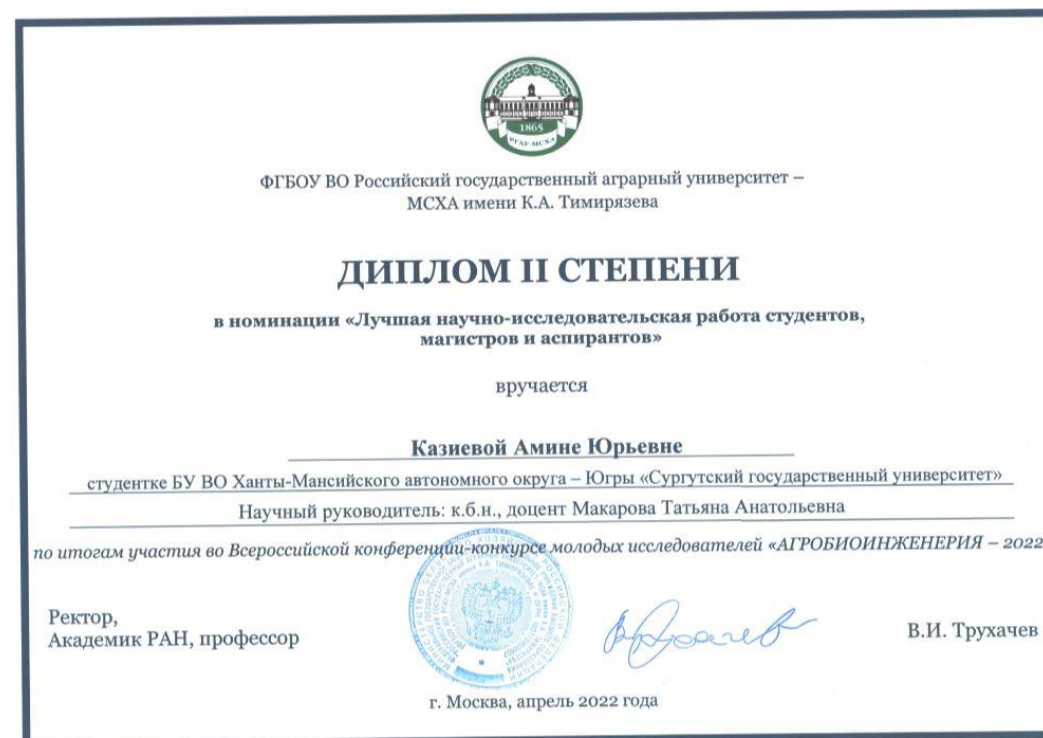 1865
РГАУ-МСХА
ФГБОУ ВО Российский государственный аграрный университет –
МСХА имени К.А. Тимирязева
ДИПЛОМ II СТЕПЕНИ
в номинации «Лучшая научно-исследовательская работа студентов,
магистров и аспирантов»
вручается
Казиевой Амине Юрьевне
студентке БУ ВО Ханты-Мансийского автономного округа – Югры «Сургутский государственный университет»
Научный руководитель: к.б.н., доцент Макарова Татьяна Анатольевна
по итогам участия во Всероссийской конференции-конкурсе молодых исследователей «АГРОБИОИНЖЕНЕРИЯ – 2022
Ректор,
Академик РАН, профессор
В.И. Трухачев
г. Москва, апрель 2022 года